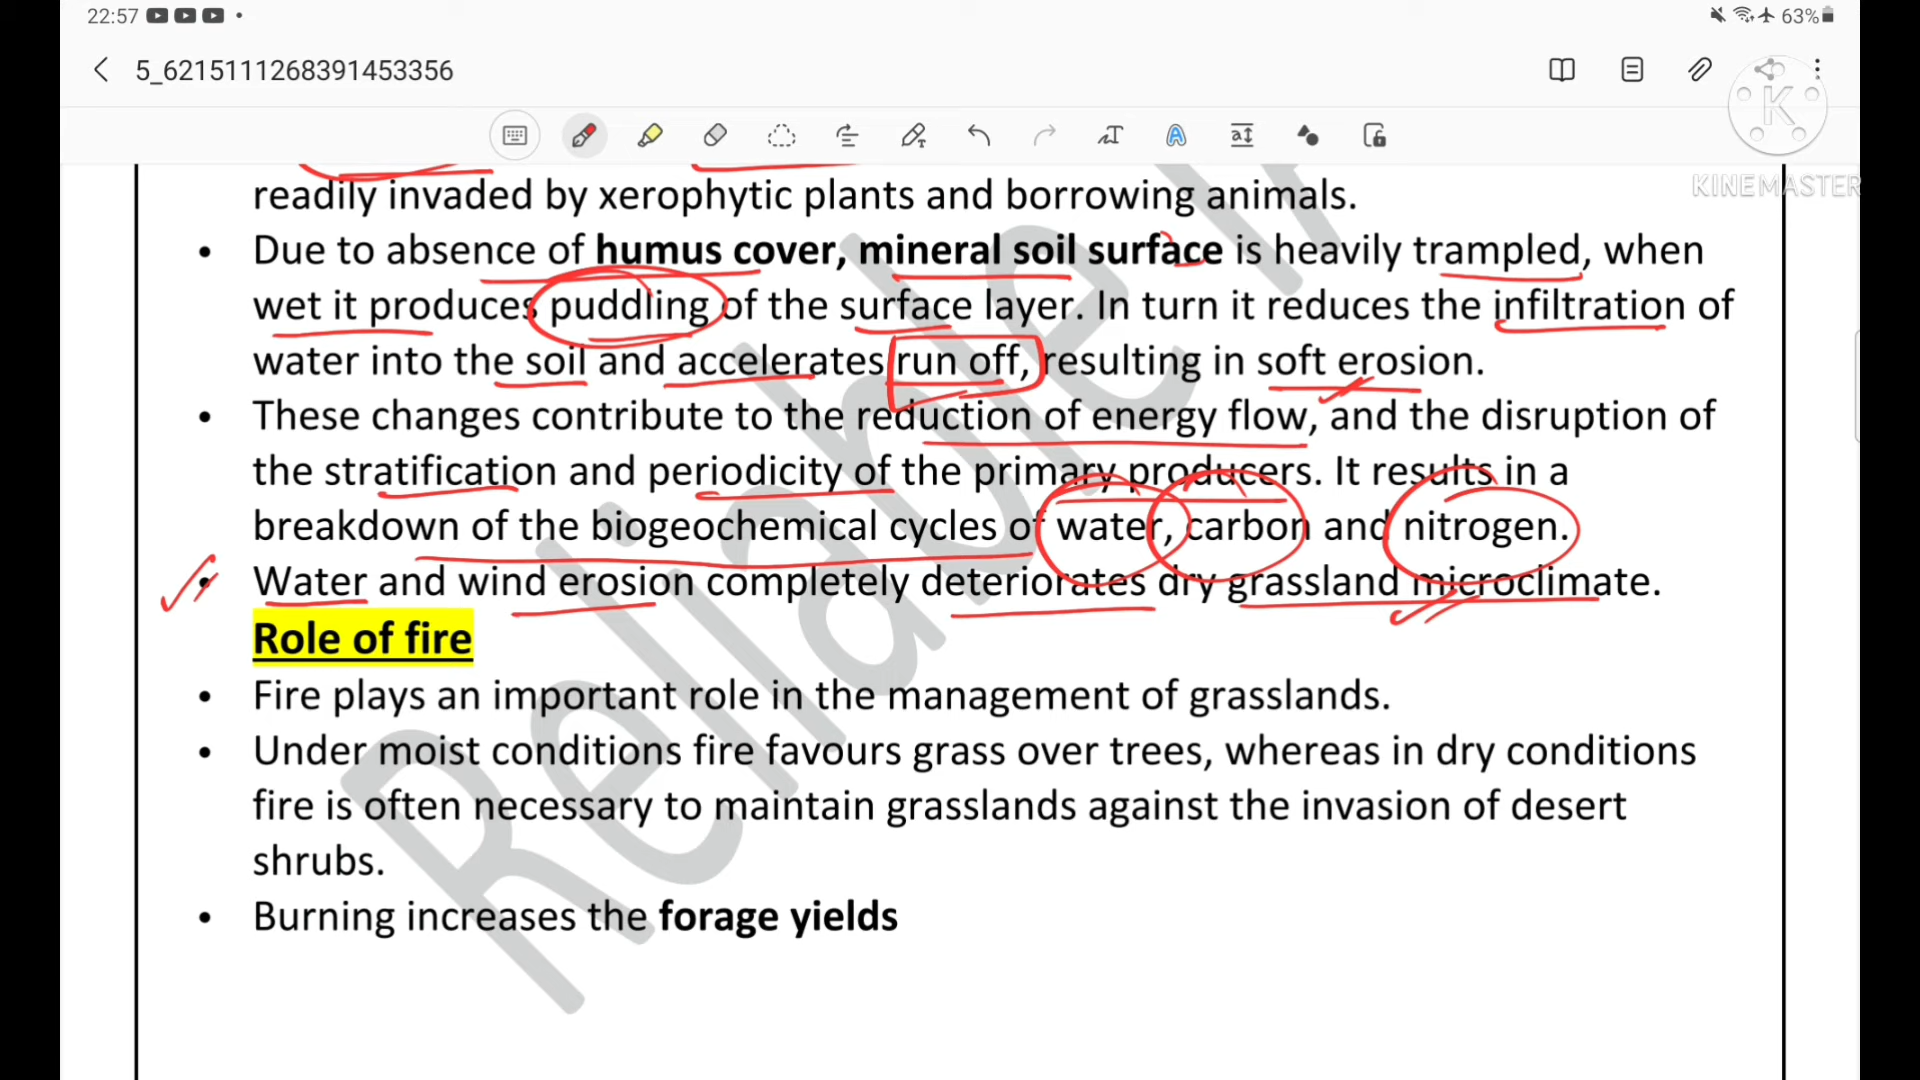 22:57 63%
5_6215111268391453356
K
KINEMASTER
readily invaded by xerophytic plants and borrowing animals.
• Due to absence of humus cover, mineral soil surface is heavily trampled, when
wet it produces puddling of the surface layer. In turn it reduces the infiltration of
water into the soil and accelerates run off, resulting in soft erosion.
• These changes contribute to the reduction of energy flow, and the disruption of
the stratification and periodicity of the primary producers. It results in a
breakdown of the biogeochemical cycles of water, carbon and nitrogen.
• Water and wind erosion completely deteriorates dry grassland microclimate.
Role of fire
• Fire plays an important role in the management of grasslands.
• Under moist conditions fire favours grass over trees, whereas in dry conditions
fire is often necessary to maintain grasslands against the invasion of desert
shrubs.
• Burning increases the forage yields